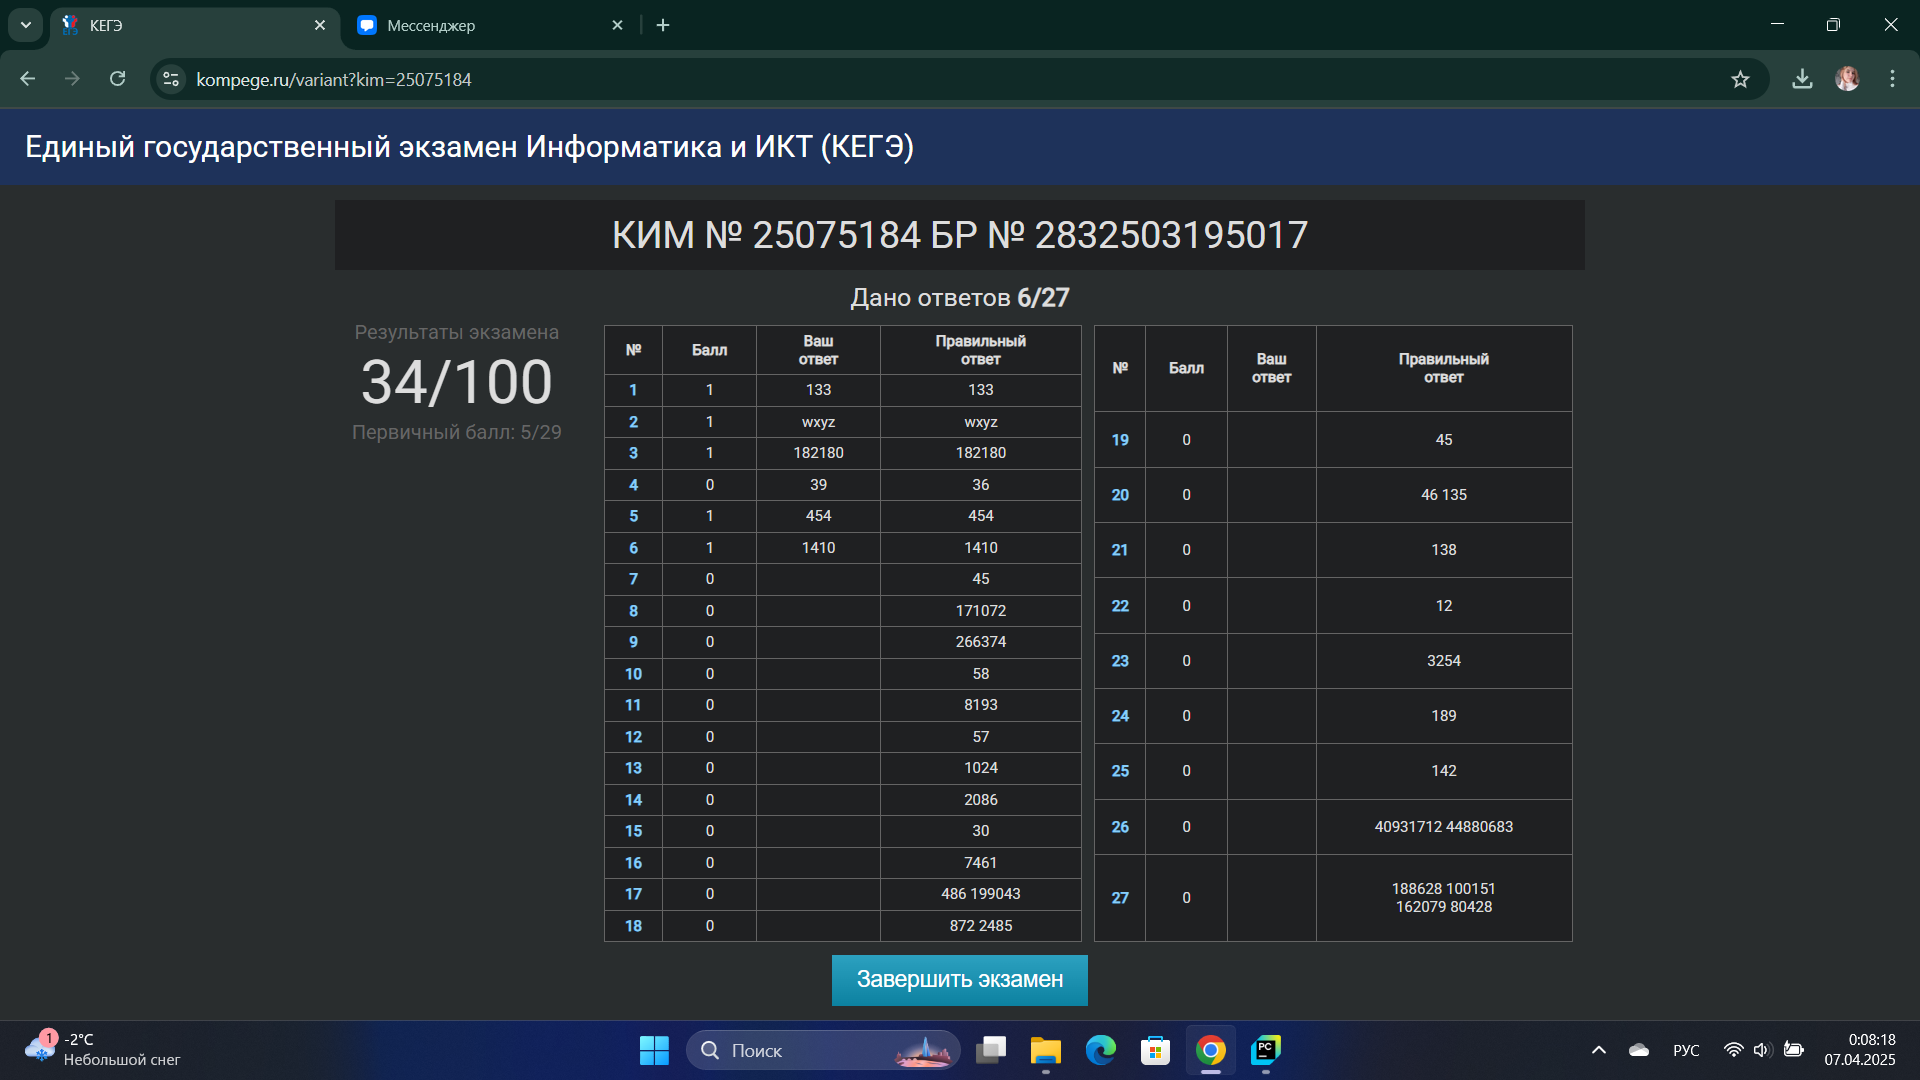 КЕГЭ
Мессенджер
kompege.ru/variant?kim=25075184
Единый государственный экзамен Информатика и ИКТ (КЕГЭ)
КИМ № 25075184 БР № 2832503195017
Дано ответов 6/27
Результаты экзамена
34/100
Первичный балл: 5/29
№ Балл Ваш ответ Правильный ответ
1 1 133 133
2 1 wxyz wxyz
3 1 182180 182180
4 0 39 36
5 1 454 454
6 1 1410 1410
7 0 45
8 0 171072
9 0 266374
10 0 58
11 0 8193
12 0 57
13 0 1024
14 0 2086
15 0 30
16 0 7461
17 0 486 199043
18 0 872 2485
№ Балл Ваш ответ Правильный ответ
19 0 45
20 0 46 135
21 0 138
22 0 12
23 0 3254
24 0 189
25 0 142
26 0 40931712 44880683
27 0 188628 100151
162079 80428
Завершить экзамен
1
-2°C
Небольшой снег
Поиск
PC
РУС
0:08:18
07.04.2025